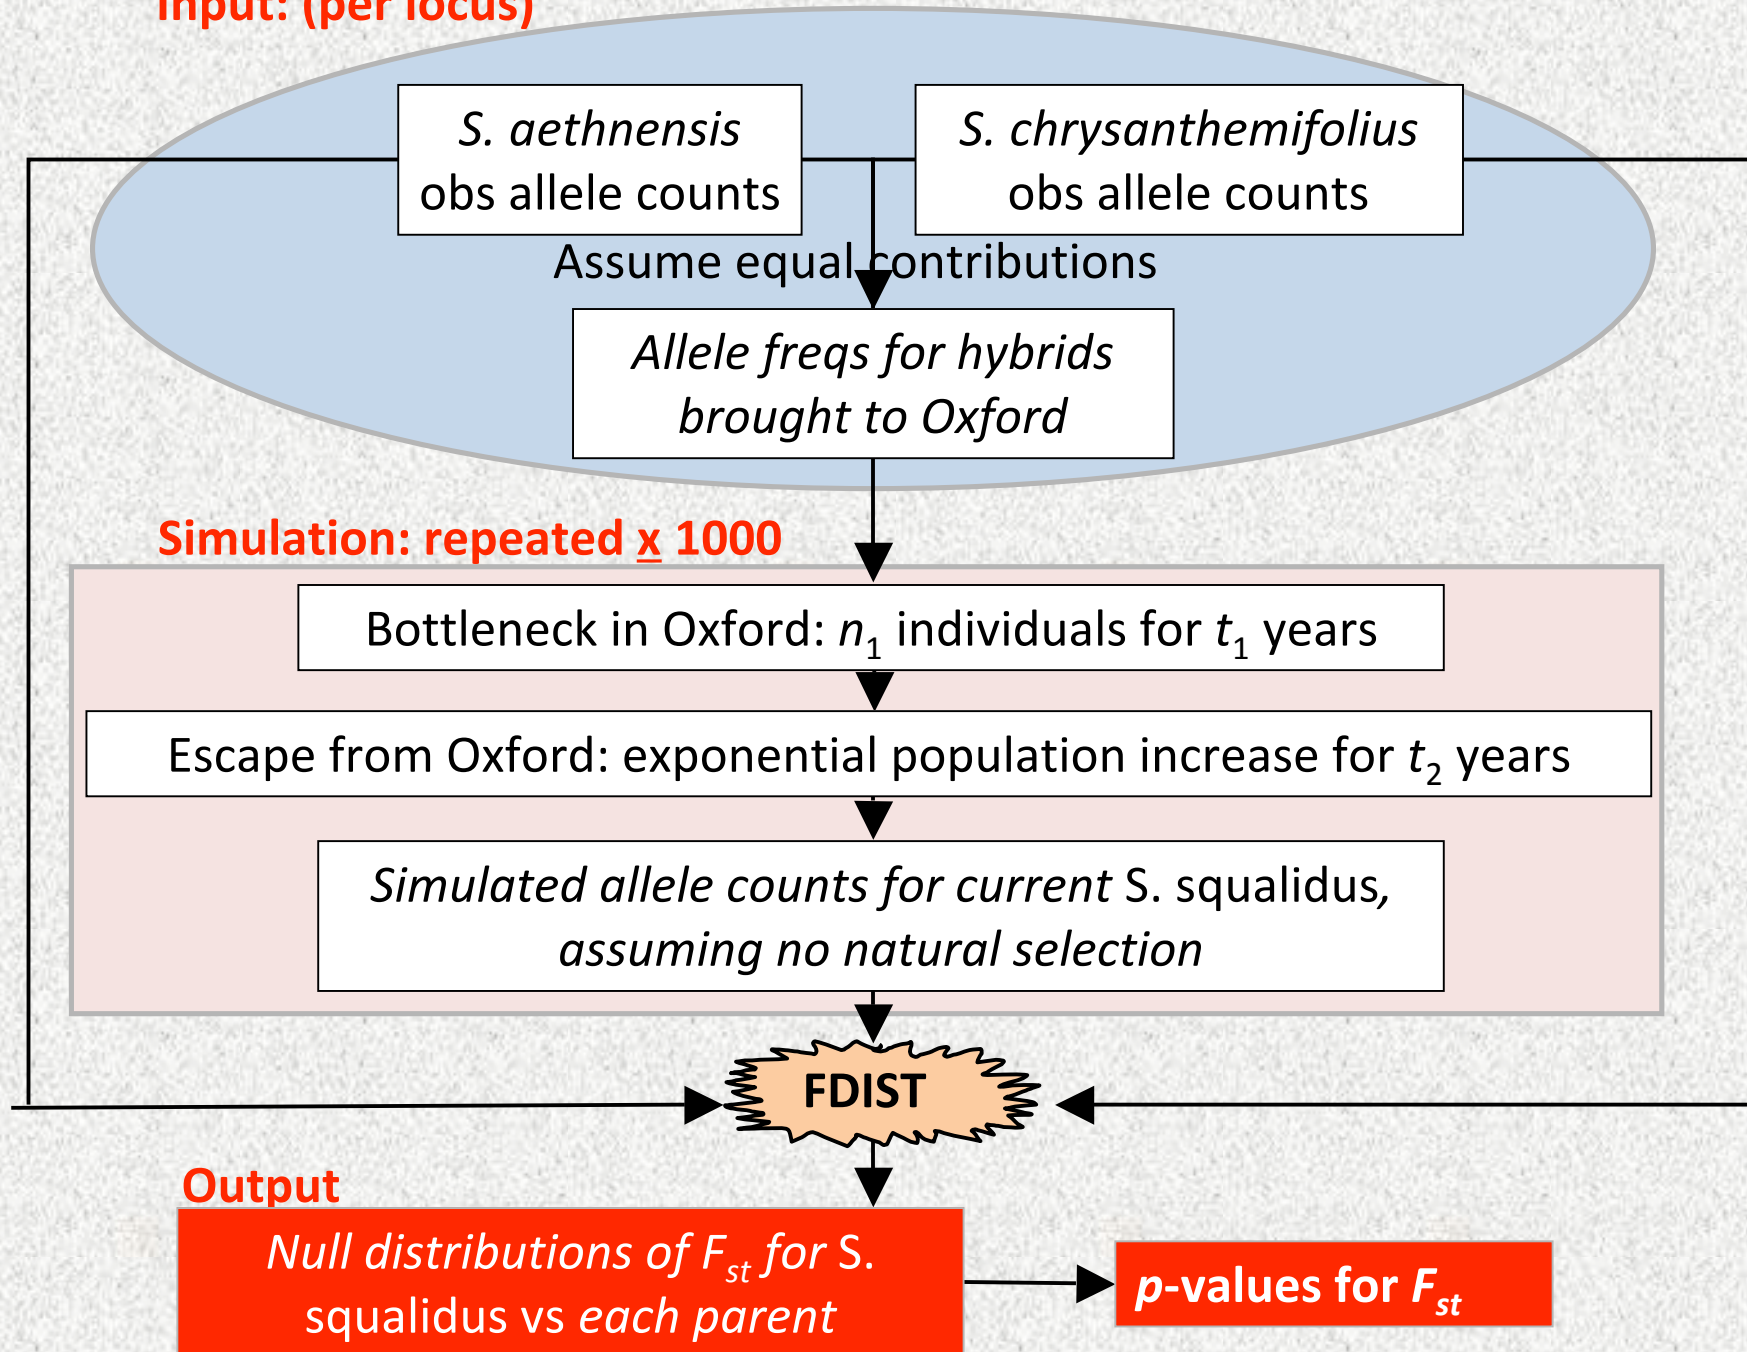 Input: (per locus)
S. aethnensis
obs allele counts
S. chrysanthemifolius
obs allele counts
Assume equal contributions
Allele freqs for hybrids
brought to Oxford
Simulation: repeated x 1000
Bottleneck in Oxford: n1 individuals for t1 years
Escape from Oxford: exponential population increase for t2 years
Simulated allele counts for current S. squalidus,
assuming no natural selection
FDIST
Output
Null distributions of Fst for S.
squalidus vs each parent
p-values for Fst